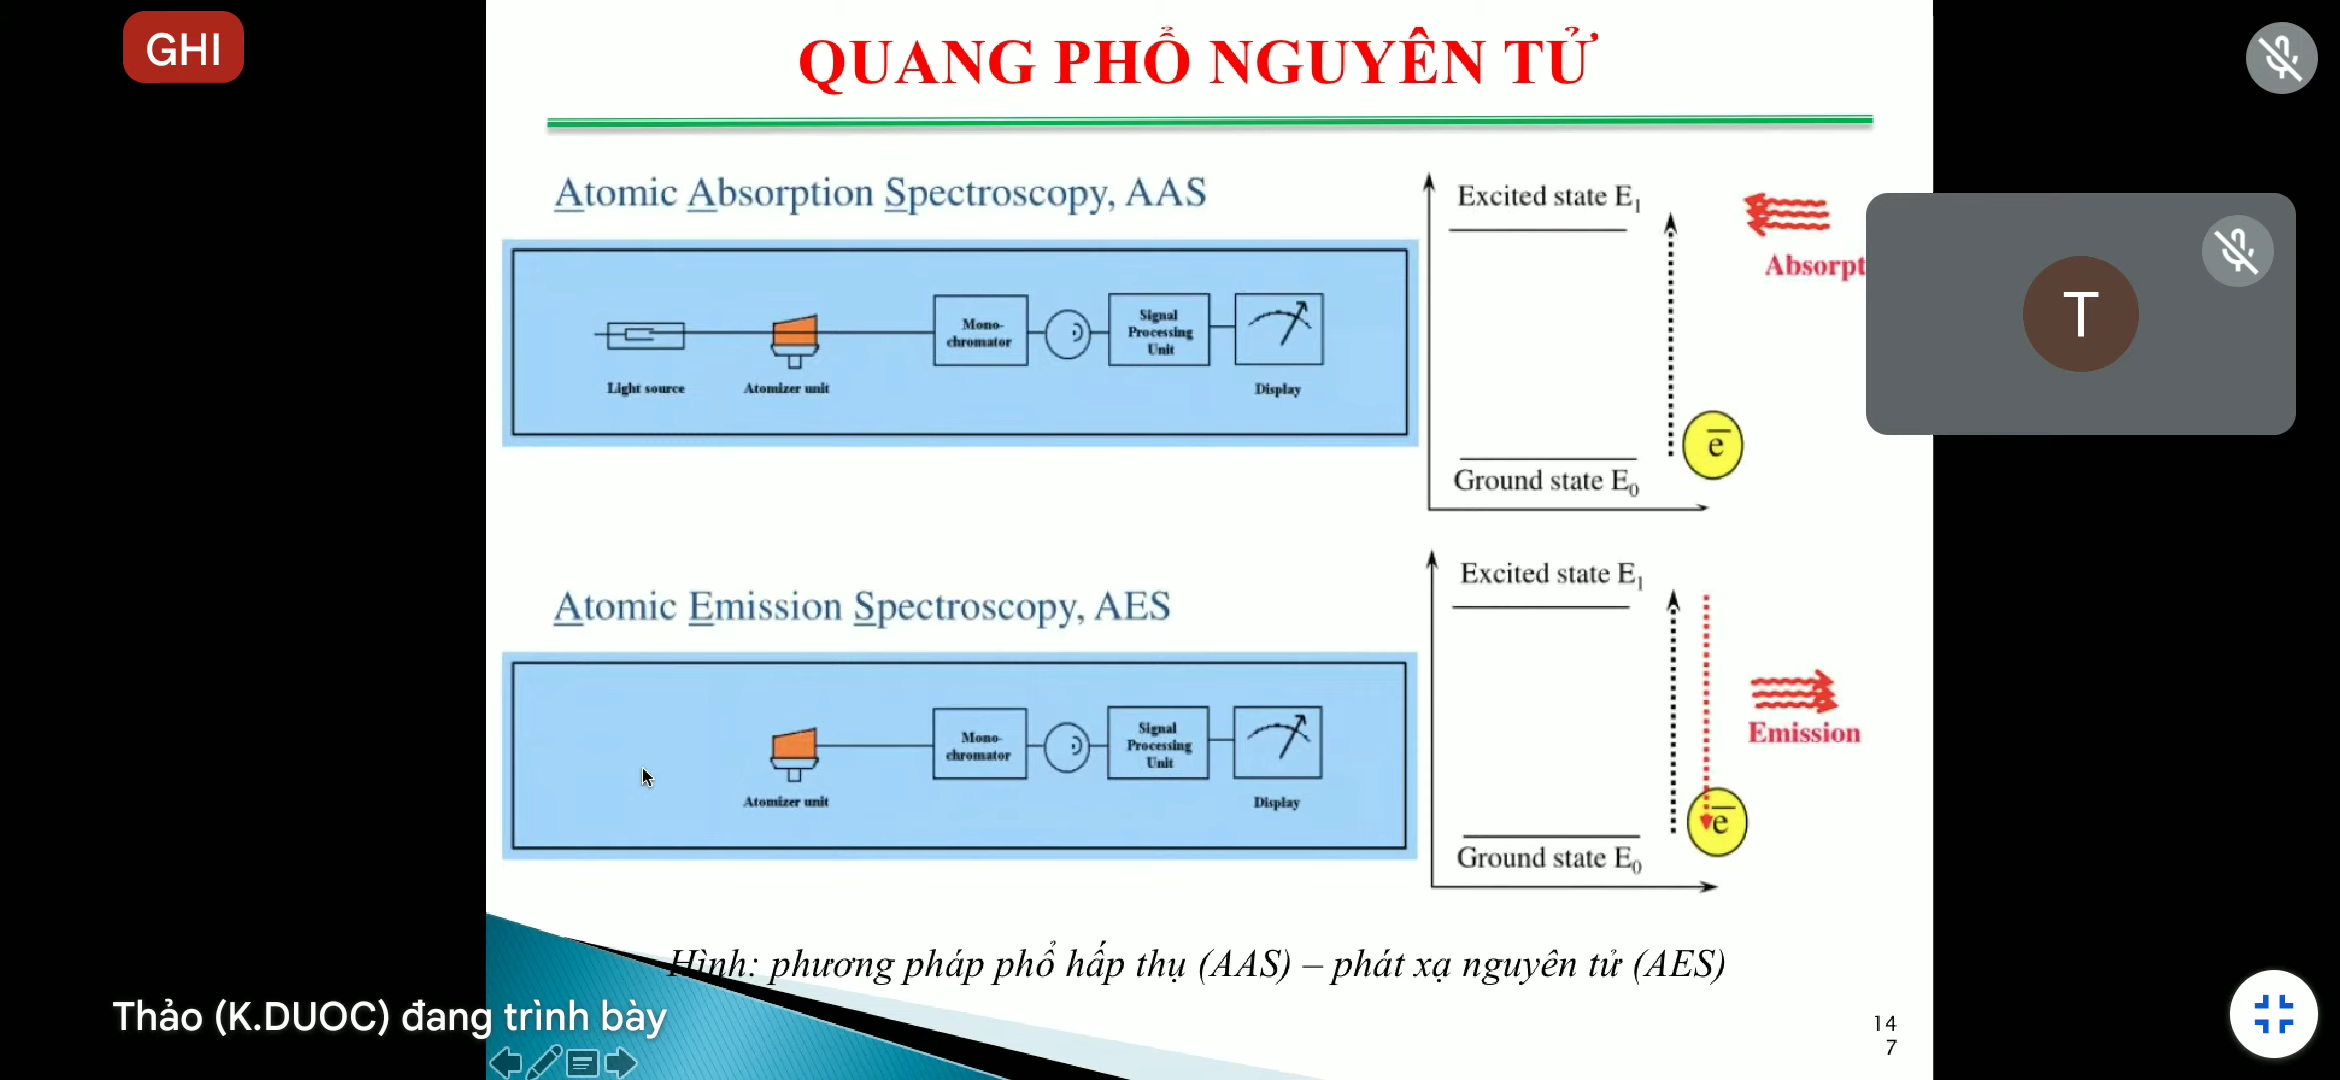 GHI
QUANG PHỔ NGUYÊN TỬ
Atomic Absorption Spectroscopy, AAS
Light source
Atomizer unit
Mono-
chromator
Signal
Processing
Unit
Display
Excited state E1
Absorpt
e
Ground state E0
T
Atomic Emission Spectroscopy, AES
Atomizer unit
Mono-
chromator
Signal
Processing
Unit
Display
Excited state E1
Emission
e
Ground state E0
Hình: phương pháp phổ hấp thụ (AAS) – phát xạ nguyên tử (AES)
Thảo (K.DUOC) đang trình bày
14
7